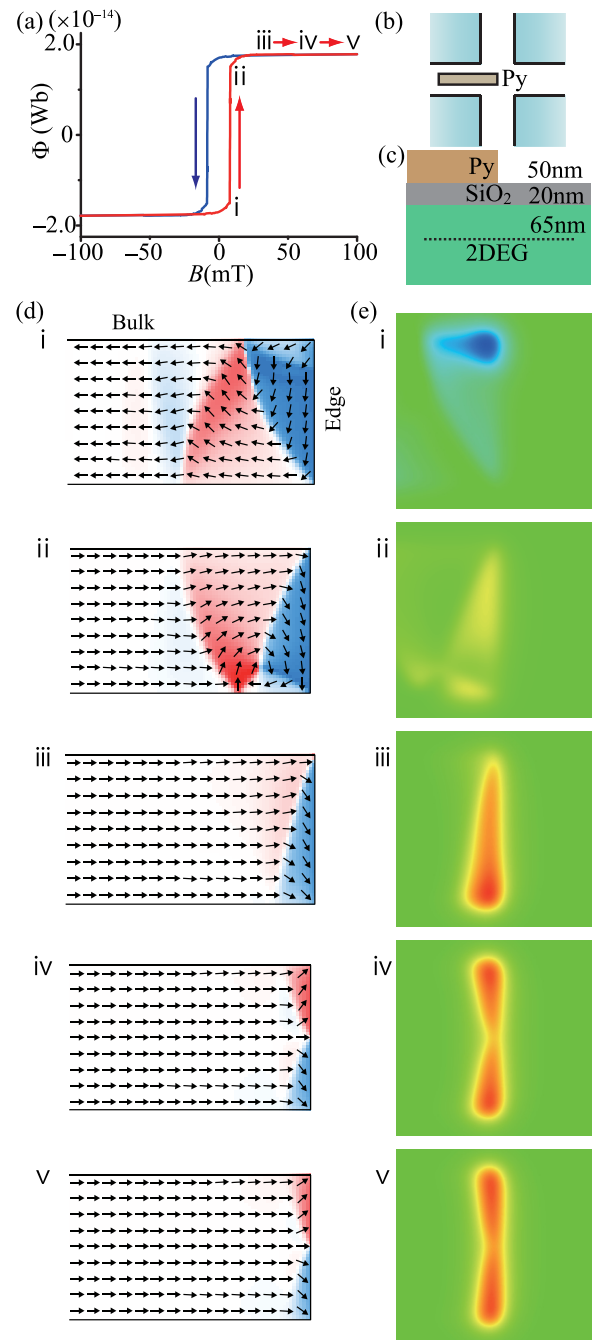 (a)
(×10⁻¹⁴)
2.0
0
−2.0
Φ (Wb)
iii iv v
ii
i
−100 −50 0 50 100
B(mT)
(b)
Py
(c)
Py 50nm
SiO₂ 20nm
65nm
2DEG
(d)
Bulk
Edge
i
ii
iii
iv
v
(e)
i
ii
iii
iv
v